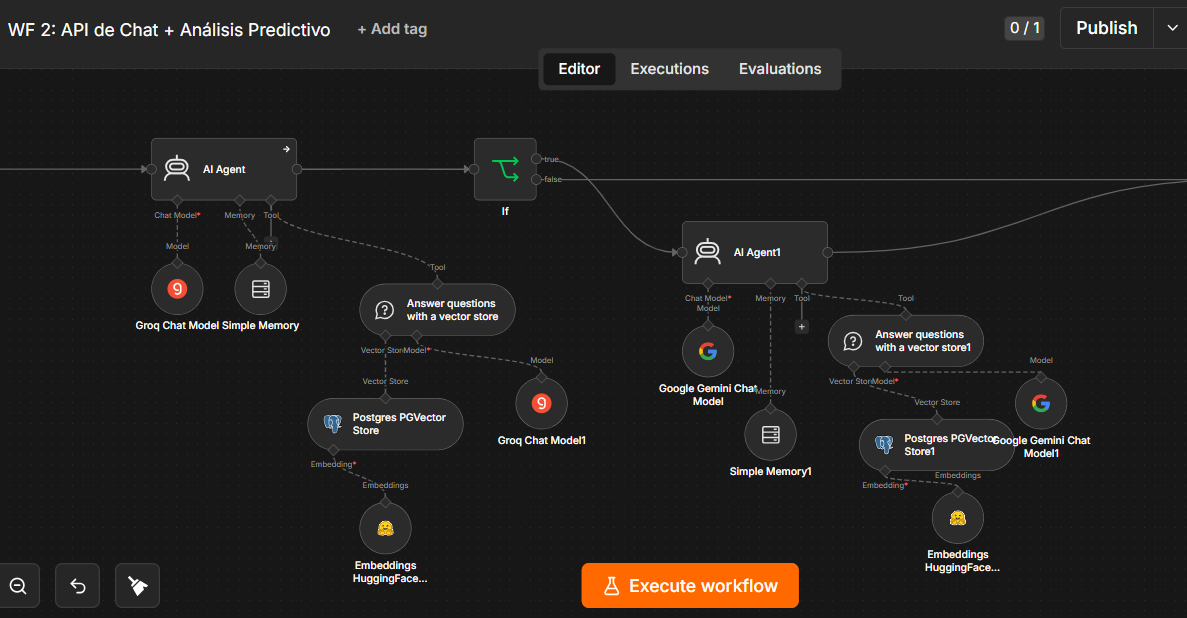 WF 2: API de Chat + Análisis Predictivo
+ Add tag
0 / 1
Publish
Editor
Executions
Evaluations
AI Agent
Chat Model*
Memory
Tool
Model
Memory
Groq Chat Model
Simple Memory
true
false
If
Tool
Answer questions
with a vector store
Vector Store
Model*
Vector Store
Model
Postgres PGVector
Store
Groq Chat Model1
Embedding*
Embeddings
Embeddings
HuggingFace...
AI Agent1
Chat Model*
Memory
Tool
Model
+
Google Gemini Chat
Model
Memory
Simple Memory1
Tool
Answer questions
with a vector store1
Vector Store
Model*
Vector Store
Model
Postgres PGVector
Store1
Google Gemini Chat
Model1
Embedding*
Embeddings
Embeddings
HuggingFace...
Execute workflow